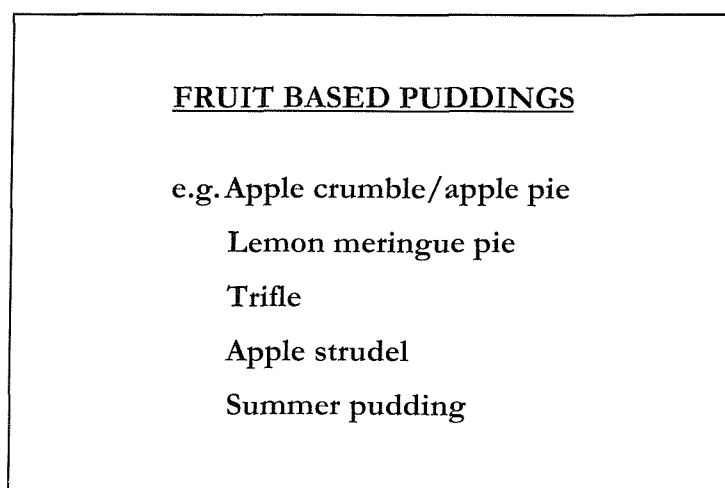 FRUIT BASED PUDDINGS
e.g. Apple crumble/apple pie
Lemon meringue pie
Trifle
Apple strudel
Summer pudding